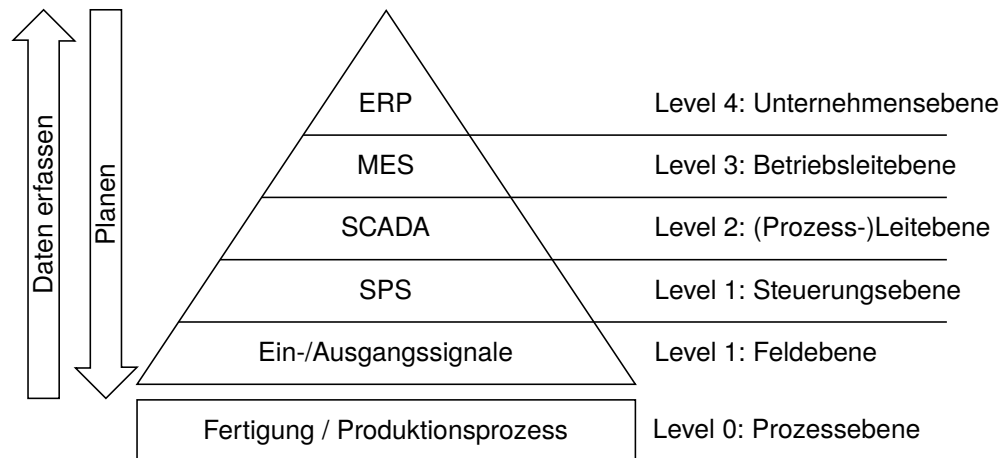 Daten erfassen
Planen
ERP
Level 4: Unternehmensebene
MES
Level 3: Betriebsleitebene
SCADA
Level 2: (Prozess-)Leitebene
SPS
Level 1: Steuerungsebene
Ein-/Ausgangssignale
Level 1: Feldebene
Fertigung / Produktionsprozess
Level 0: Prozessebene